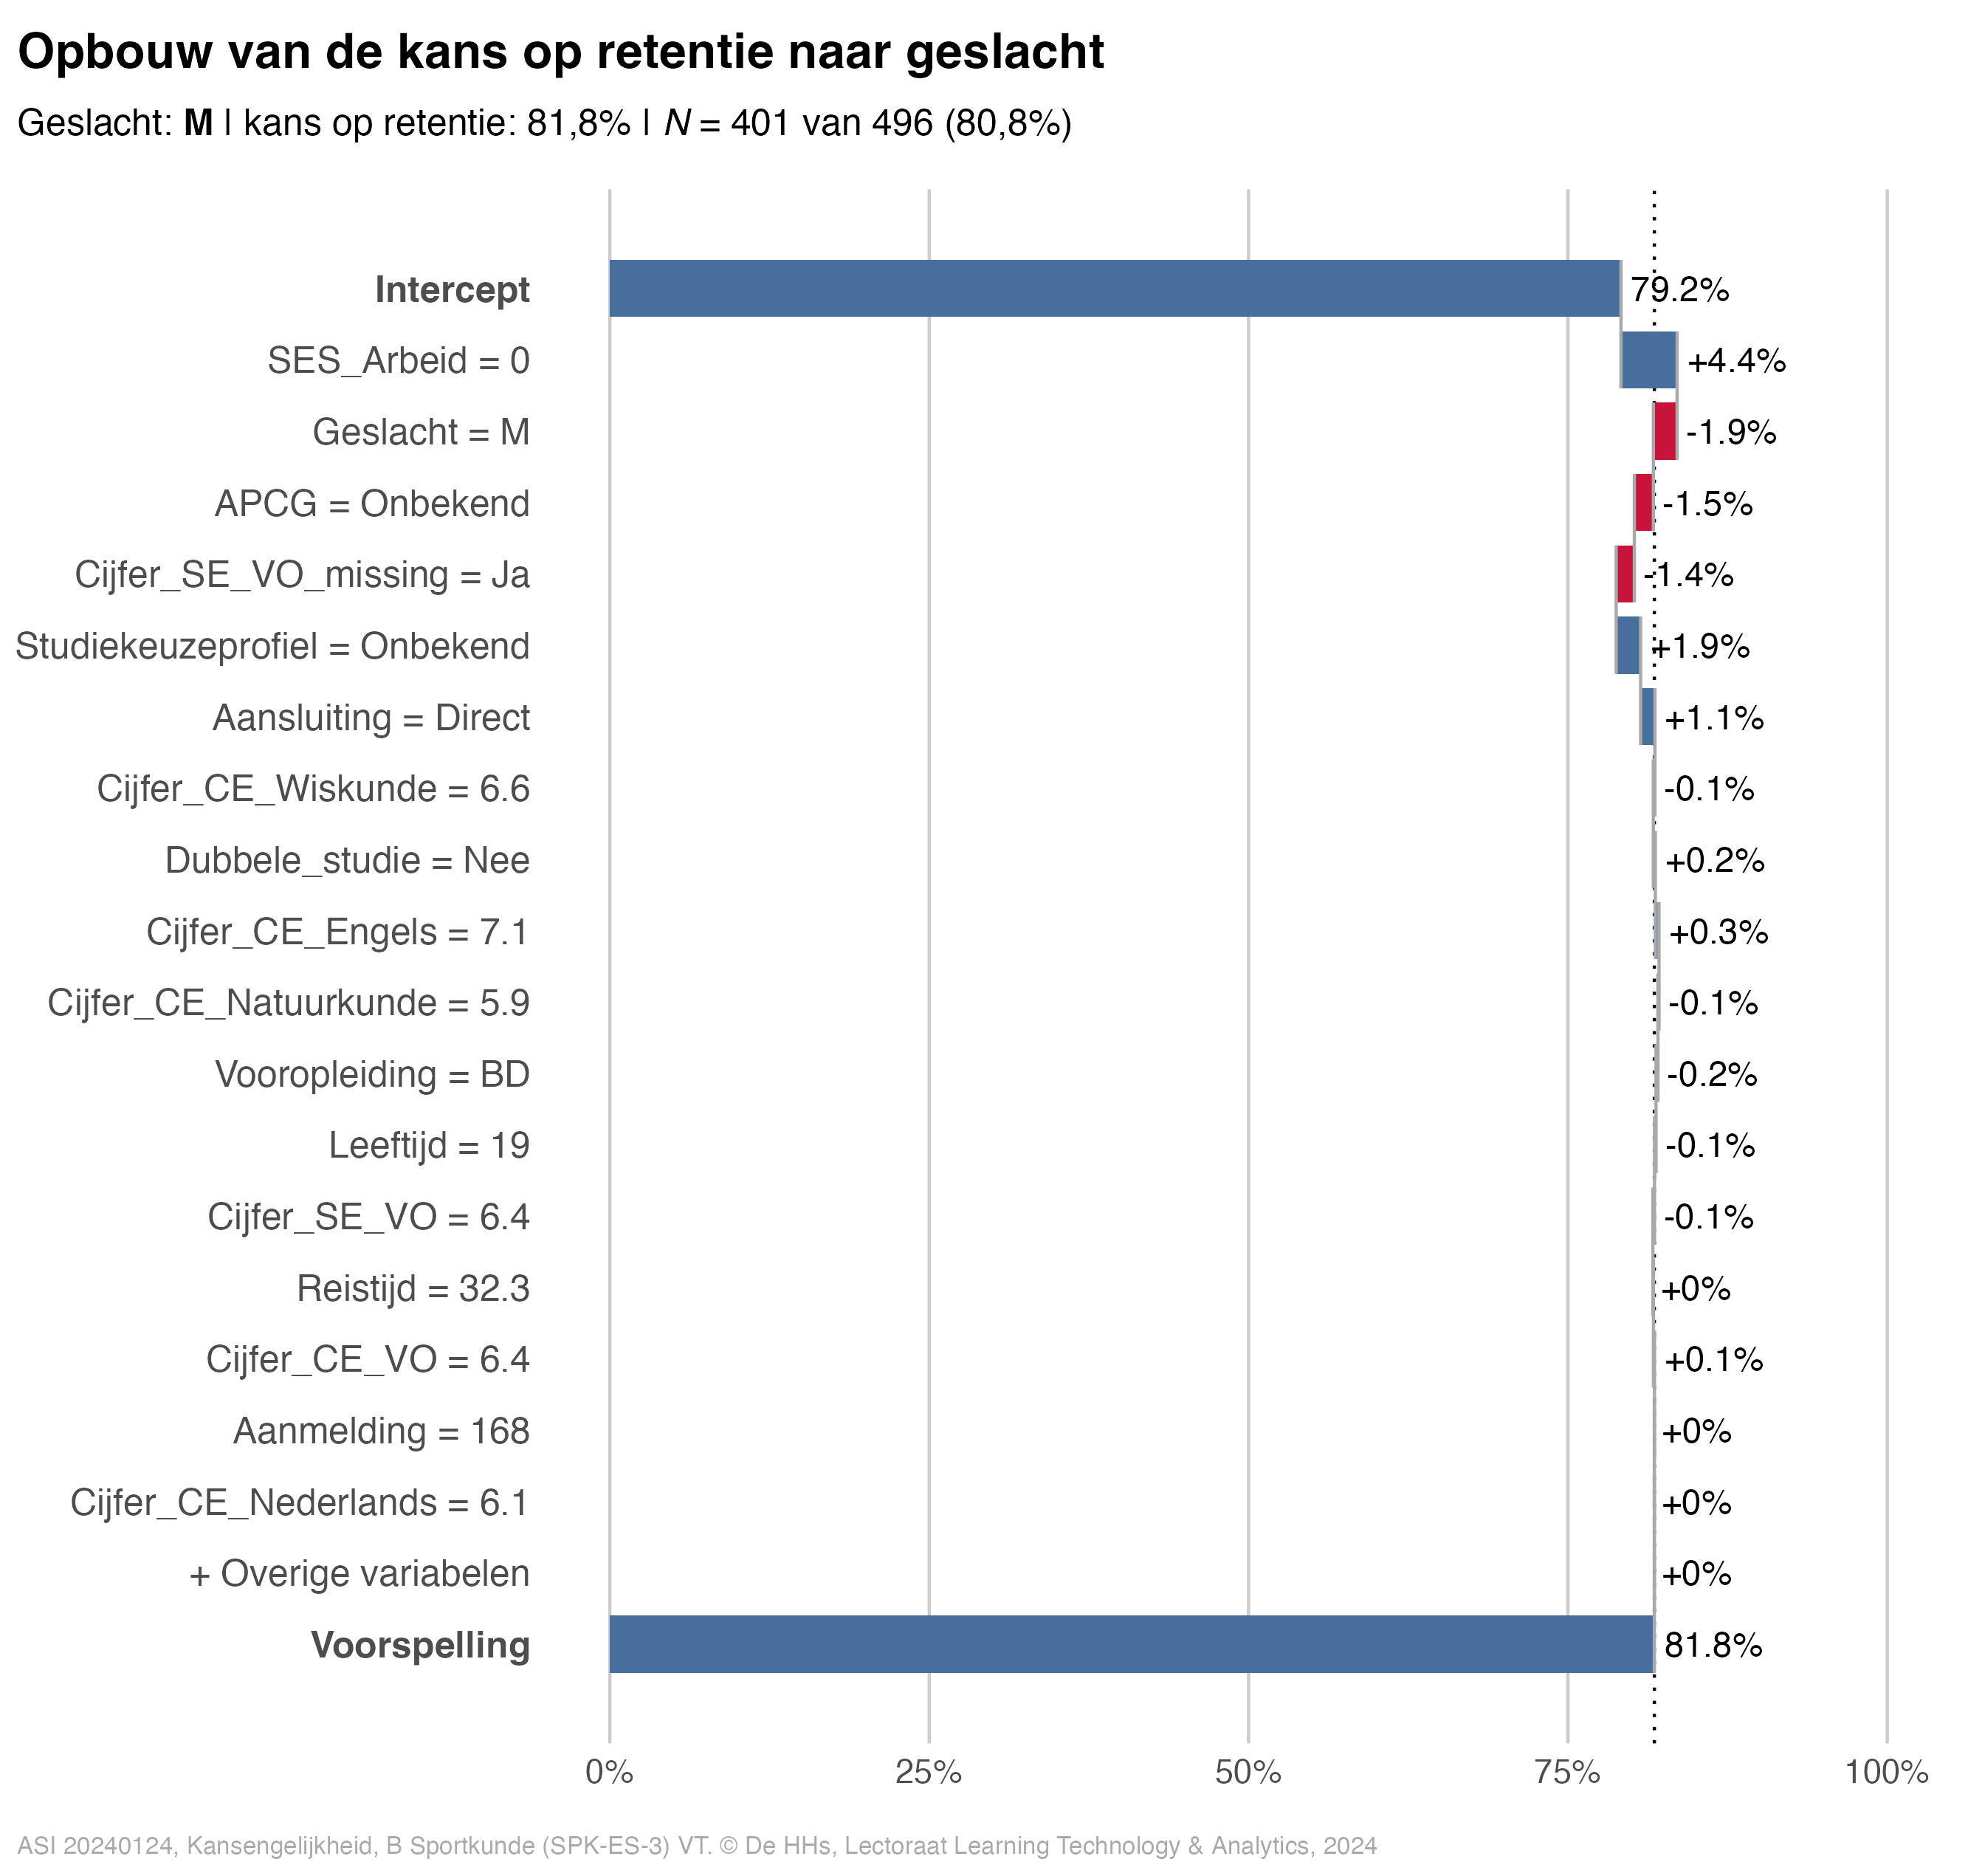 Opbouw van de kans op retentie naar geslacht
Geslacht: M | kans op retentie: 81,8% | N = 401 van 496 (80,8%)
Intercept 79.2%
SES_Arbeid = 0 +4.4%
Geslacht = M -1.9%
APCG = Onbekend -1.5%
Cijfer_SE_VO_missing = Ja -1.4%
Studiekeuzeprofiel = Onbekend +1.9%
Aansluiting = Direct +1.1%
Cijfer_CE_Wiskunde = 6.6 -0.1%
Dubbele_studie = Nee +0.2%
Cijfer_CE_Engels = 7.1 +0.3%
Cijfer_CE_Natuurkunde = 5.9 -0.1%
Vooropleiding = BD -0.2%
Leeftijd = 19 -0.1%
Cijfer_SE_VO = 6.4 -0.1%
Reistijd = 32.3 +0%
Cijfer_CE_VO = 6.4 +0.1%
Aanmelding = 168 +0%
Cijfer_CE_Nederlands = 6.1 +0%
+ Overige variabelen +0%
Voorspelling 81.8%
0% 25% 50% 75% 100%
ASI 20240124, Kansengelijkheid, B Sportkunde (SPK-ES-3) VT. © De HHs, Lectoraat Learning Technology & Analytics, 2024